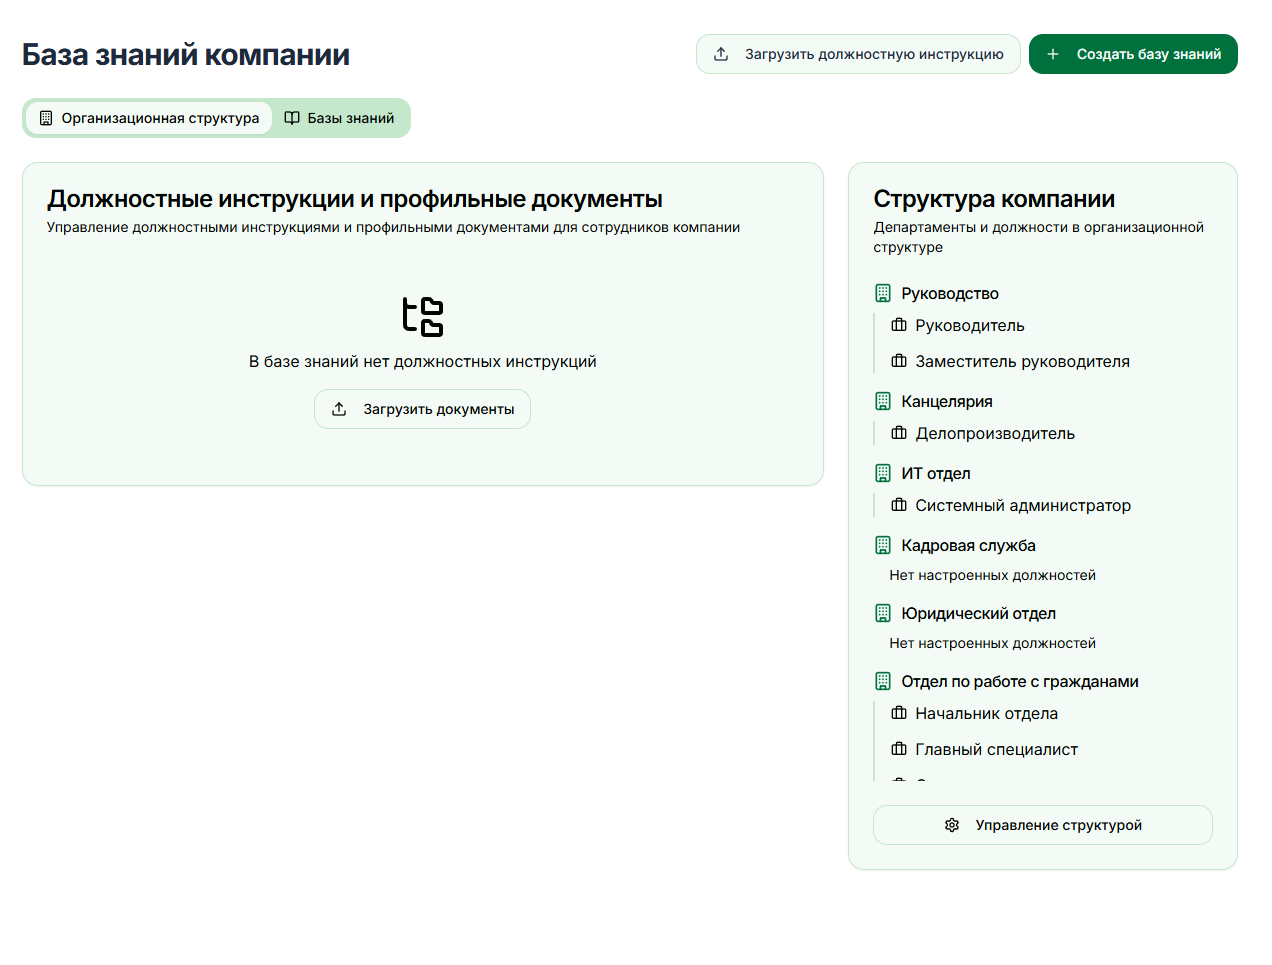 База знаний компании
Загрузить должностную инструкцию
Создать базу знаний
Организационная структура
Базы знаний
Должностные инструкции и профильные документы
Управление должностными инструкциями и профильными документами для сотрудников компании
В базе знаний нет должностных инструкций
Загрузить документы
Структура компании
Департаменты и должности в организационной
структуре
Руководство
Руководитель
Заместитель руководителя
Канцелярия
Делопроизводитель
ИТ отдел
Системный администратор
Кадровая служба
Нет настроенных должностей
Юридический отдел
Нет настроенных должностей
Отдел по работе с гражданами
Начальник отдела
Главный специалист
Управление структурой